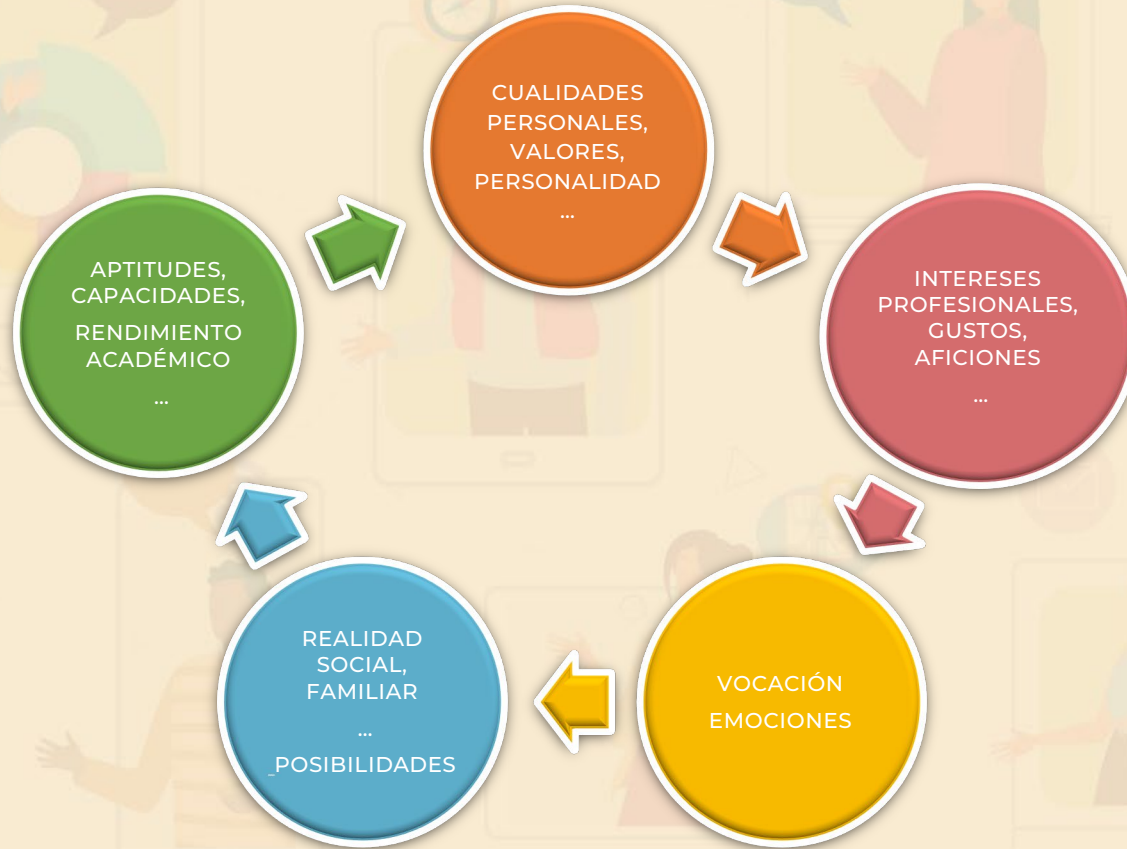 CUALIDADES
PERSONALES,
VALORES,
PERSONALIDAD
...
INTERESES
PROFESIONALES,
GUSTOS,
AFICIONES
...
VOCACIÓN
EMOCIONES
REALIDAD
SOCIAL,
FAMILIAR
...
_POSIBILIDADES
APTITUDES,
CAPACIDADES,
RENDIMIENTO
ACADÉMICO
...